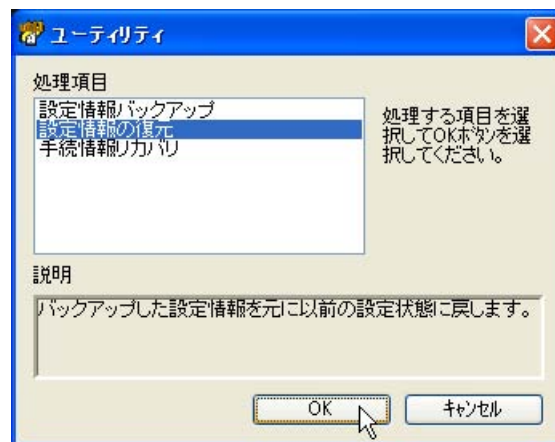 ユーティリティ
処理項目
設定情報バックアップ
設定情報の復元
手続情報リカバリ
処理する項目を選
択してOKボタンを選
択してください。
説明
バックアップした設定情報を元に以前の設定状態に戻します。
OK
キャンセル